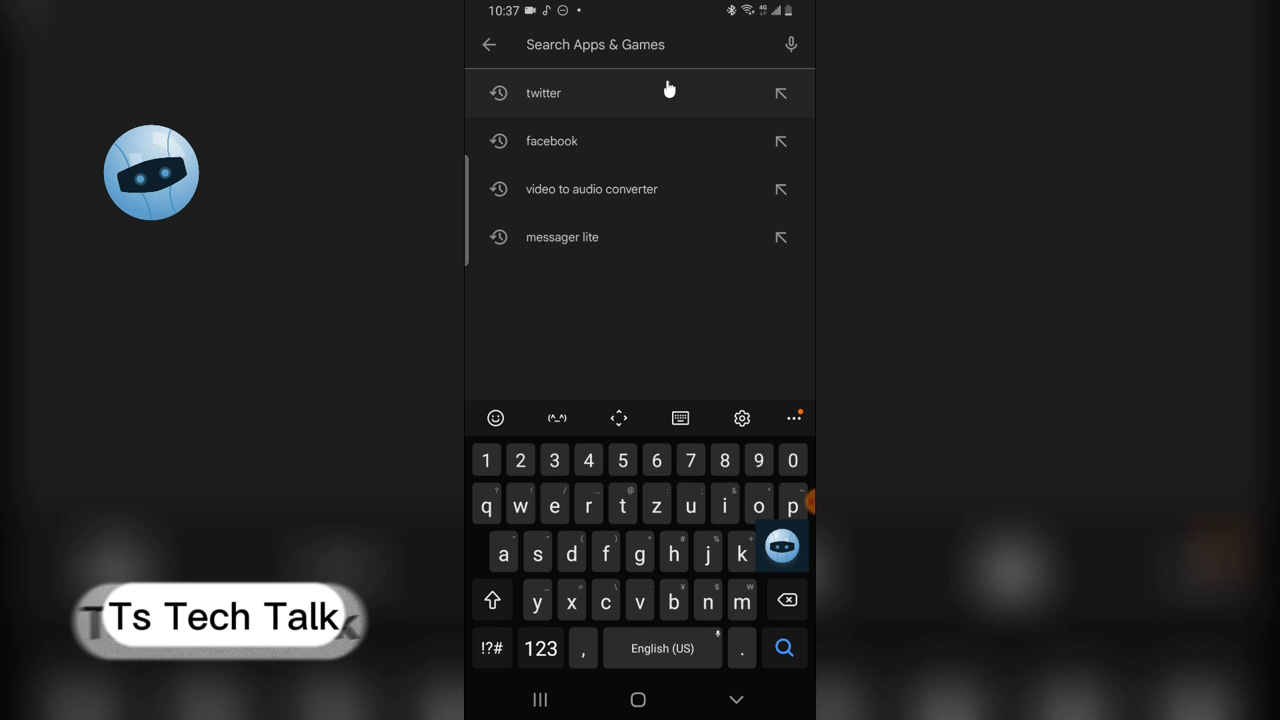 10:37
4G
Search Apps & Games
twitter
facebook
video to audio converter
messager lite
(^_^)
1 2 3 4 5 6 7 8 9 0
q w e r t z u i o p
a s d f g h j k
y x c v b n m
!?# 123 , English (US) .
Ts Tech Talk